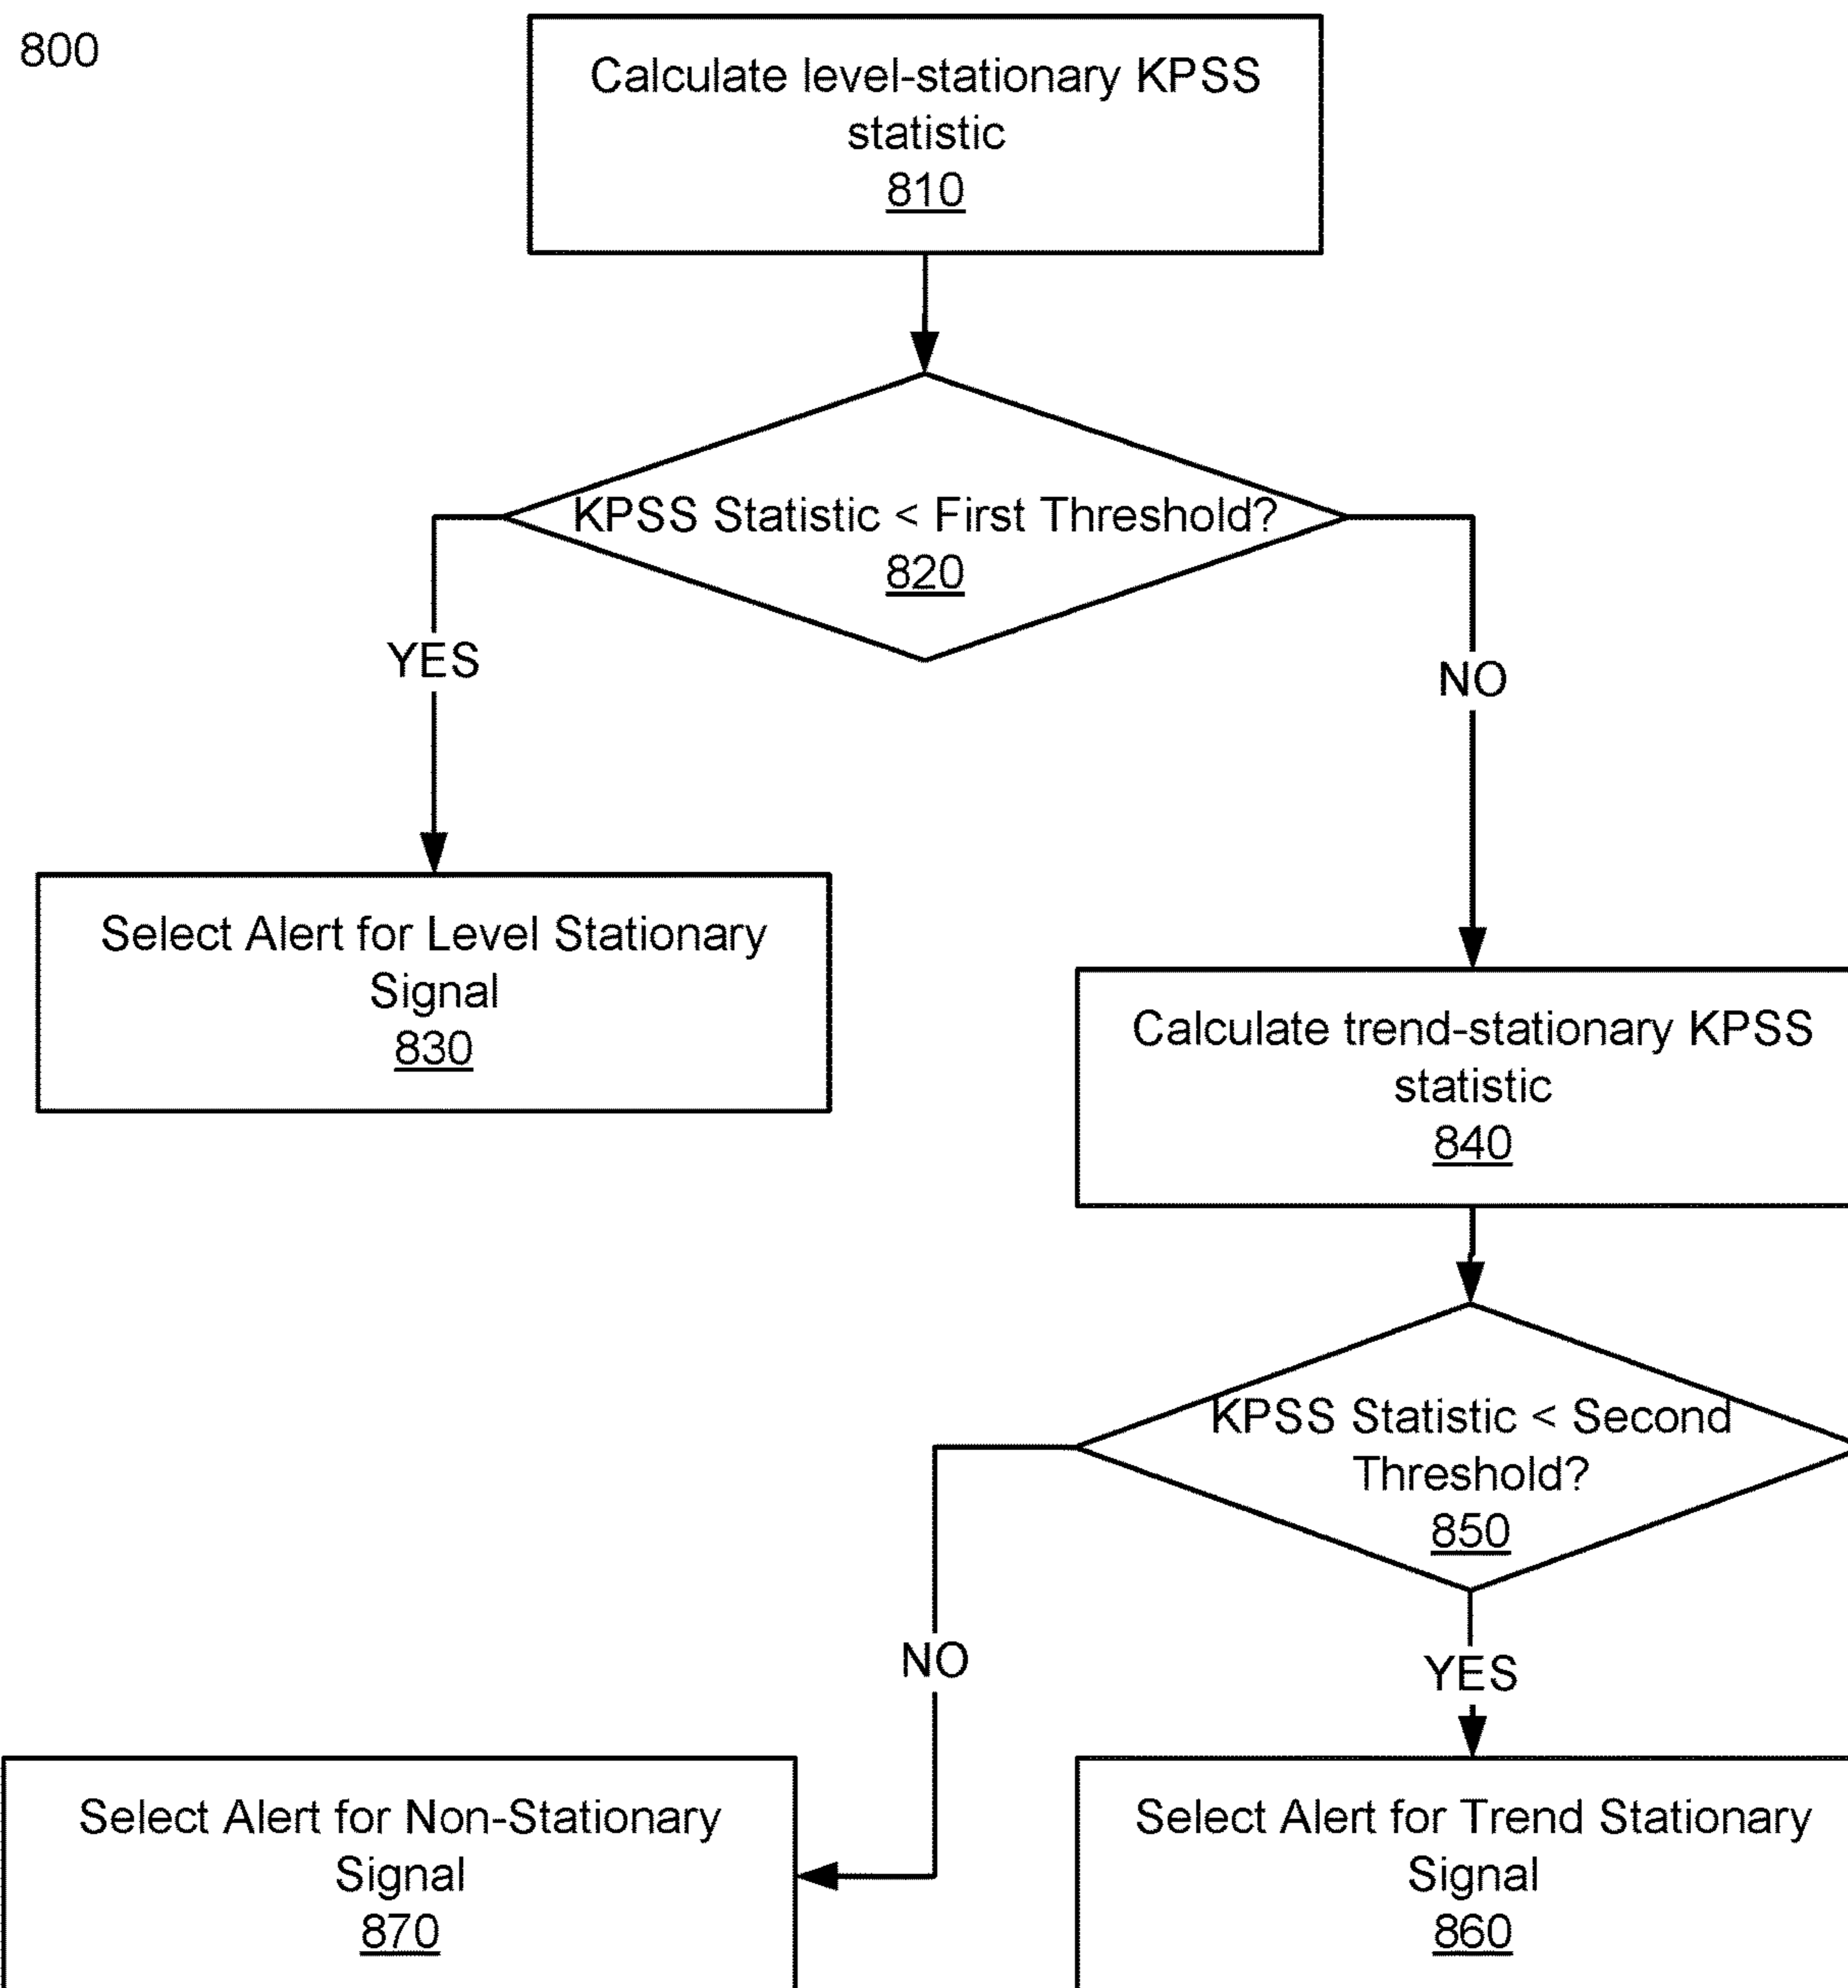 800
Calculate level-stationary KPSS
statistic
810
KPSS Statistic < First Threshold?
820
YES
NO
Select Alert for Level Stationary
Signal
830
Calculate trend-stationary KPSS
statistic
840
KPSS Statistic < Second
Threshold?
850
NO
YES
Select Alert for Non-Stationary
Signal
870
Select Alert for Trend Stationary
Signal
860